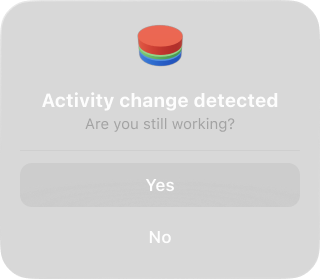 Activity change detected
Are you still working?
Yes
No